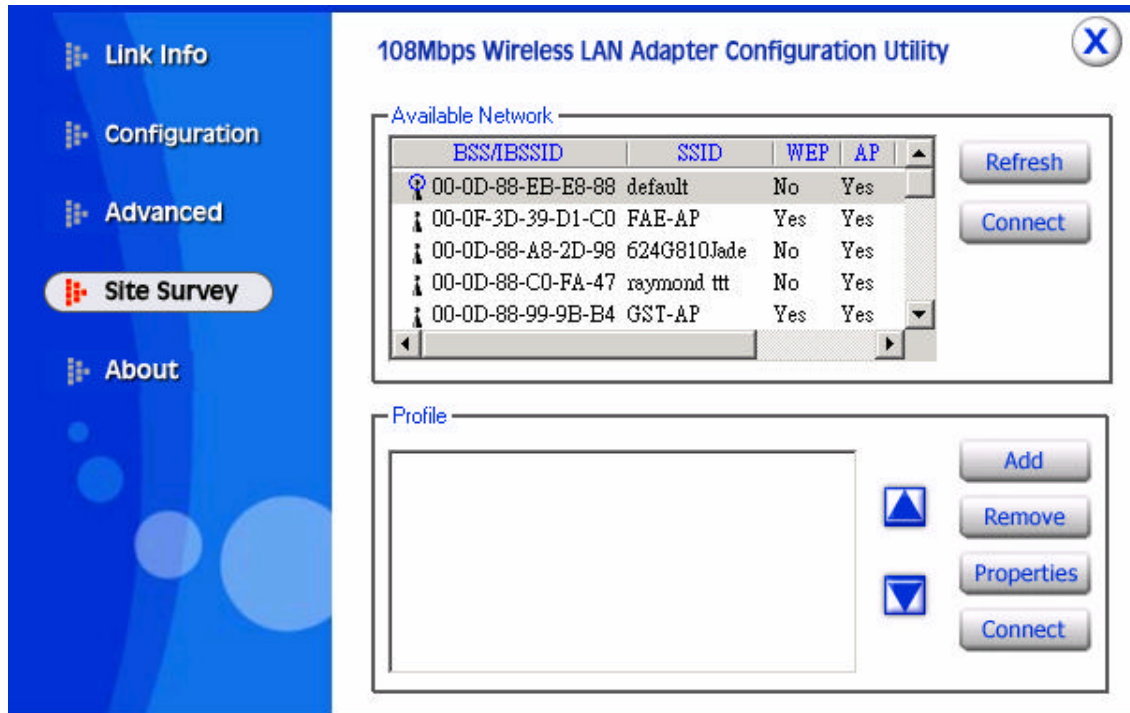 Link Info
Configuration
Advanced
Site Survey
About
108Mbps Wireless LAN Adapter Configuration Utility
X
Available Network
BSS/IBSSID SSID WEP AP
00-0D-88-EB-E8-88 default No Yes
00-0F-3D-39-D1-C0 FAE-AP Yes Yes
00-0D-88-A8-2D-98 624G810Jade No Yes
00-0D-88-C0-FA-47 raymond ttt No Yes
00-0D-88-99-9B-B4 GST-AP Yes Yes
Refresh
Connect
Profile
Add
Remove
Properties
Connect